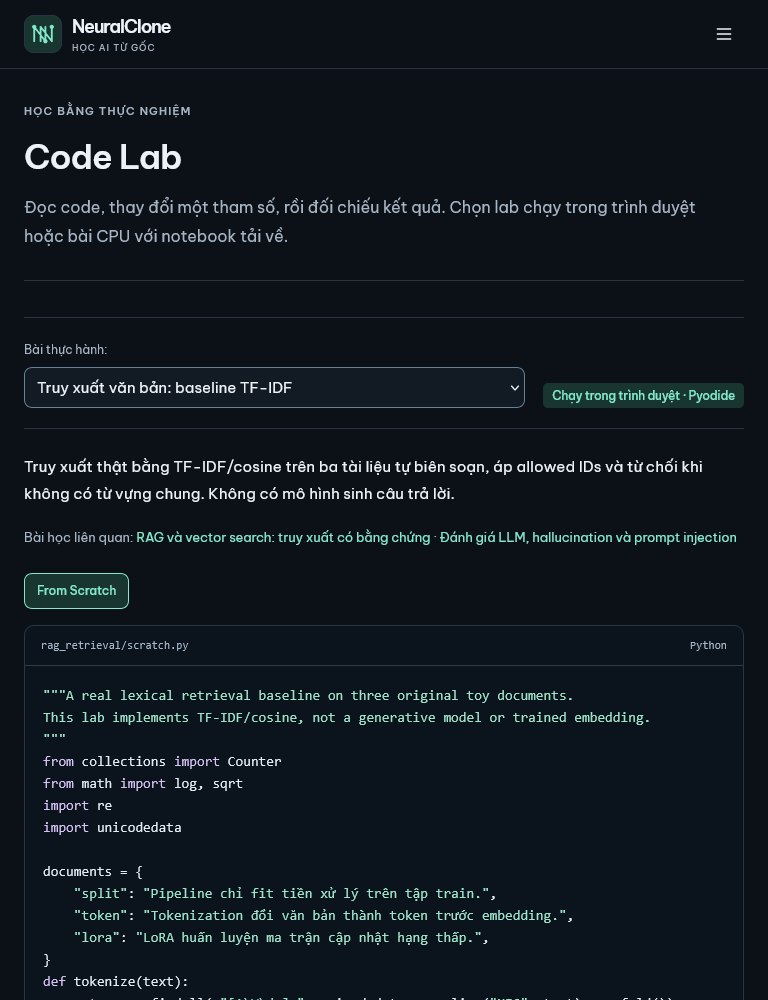 NeuralClone
HỌC AI TỪ GỐC
HỌC BẰNG THỰC NGHIỆM
Code Lab
Đọc code, thay đổi một tham số, rồi đối chiếu kết quả. Chọn lab chạy trong trình duyệt
hoặc bài CPU với notebook tải về.
Bài thực hành:
Truy xuất văn bản: baseline TF-IDF
Chạy trong trình duyệt · Pyodide
Truy xuất thật bằng TF-IDF/cosine trên ba tài liệu tự biên soạn, áp allowed IDs và từ chối khi
không có từ vựng chung. Không có mô hình sinh câu trả lời.
Bài học liên quan: RAG và vector search: truy xuất có bằng chứng · Đánh giá LLM, hallucination và prompt injection
From Scratch
rag_retrieval/scratch.py
Python
"""A real lexical retrieval baseline on three original toy documents.
This lab implements TF-IDF/cosine, not a generative model or trained embedding.
"""
from collections import Counter
from math import log, sqrt
import re
import unicodedata
documents = {
    "split": "Pipeline chỉ fit tiền xử lý trên tập train.",
    "token": "Tokenization đổi văn bản thành token trước embedding.",
    "lora": "LoRA huấn luyện ma trận cập nhật hạng thấp.",
}
def tokenize(text):